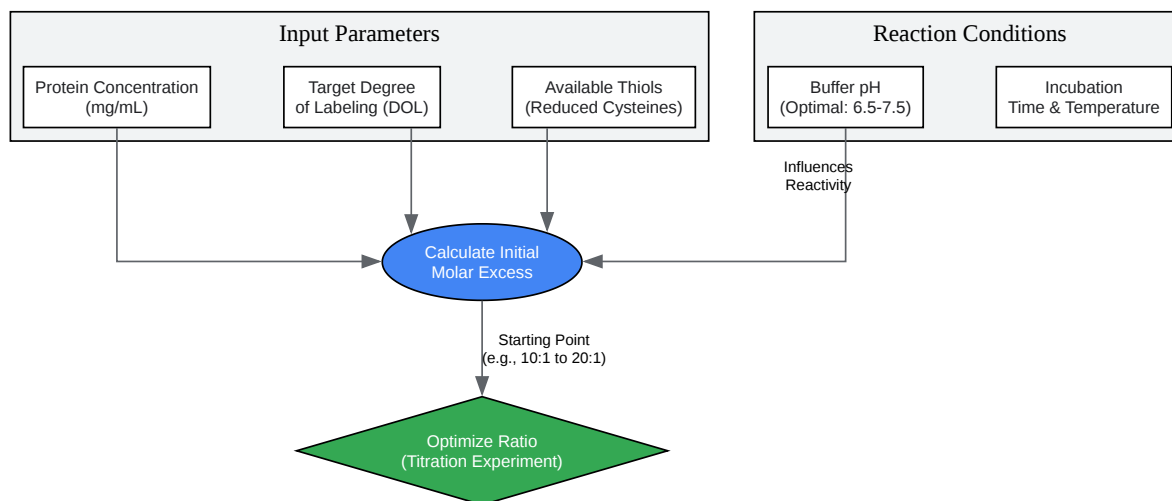 Input Parameters
Reaction Conditions
Protein Concentration
(mg/mL)
Target Degree
of Labeling (DOL)
Available Thiols
(Reduced Cysteines)
Buffer pH
(Optimal: 6.5-7.5)
Incubation
Time & Temperature
Influences
Reactivity
Calculate Initial
Molar Excess
Starting Point
(e.g., 10:1 to 20:1)
Optimize Ratio
(Titration Experiment)